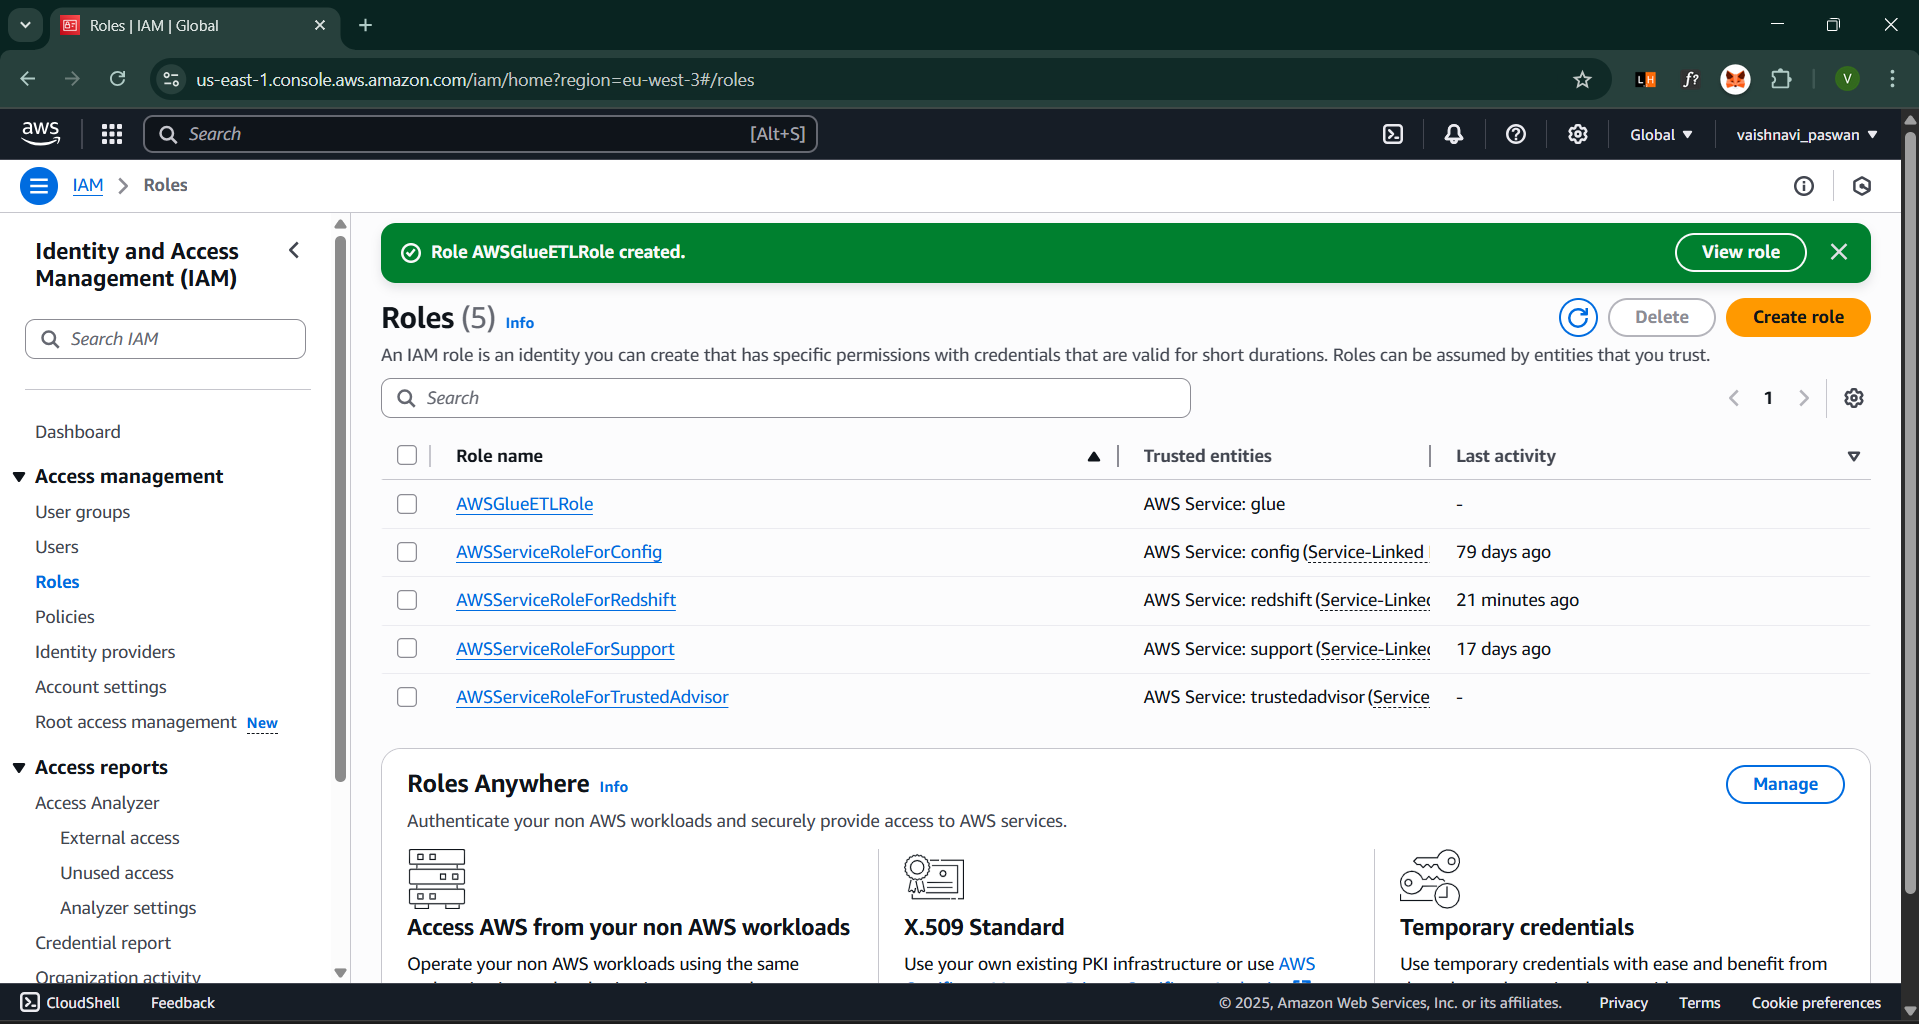 Roles | IAM | Global
us-east-1.console.aws.amazon.com/iam/home?region=eu-west-3#/roles
LH
f?
V
aws
Search
[Alt+S]
Global
vaishnavi_paswan
IAM
Roles
Identity and Access
Management (IAM)
Search IAM
Dashboard
Access management
User groups
Users
Roles
Policies
Identity providers
Account settings
Root access management New
Access reports
Access Analyzer
External access
Unused access
Analyzer settings
Credential report
Organization activity
Role AWSGlueETLRole created.
View role
Roles (5) Info
Delete
Create role
An IAM role is an identity you can create that has specific permissions with credentials that are valid for short durations. Roles can be assumed by entities that you trust.
Search
1
Role name Trusted entities Last activity
AWSGlueETLRole AWS Service: glue -
AWSServiceRoleForConfig AWS Service: config (Service-Linked 79 days ago
AWSServiceRoleForRedshift AWS Service: redshift (Service-Linked 21 minutes ago
AWSServiceRoleForSupport AWS Service: support (Service-Linked 17 days ago
AWSServiceRoleForTrustedAdvisor AWS Service: trustedadvisor (Service -
Roles Anywhere Info
Manage
Authenticate your non AWS workloads and securely provide access to AWS services.
Access AWS from your non AWS workloads
Operate your non AWS workloads using the same
X.509 Standard
Use your own existing PKI infrastructure or use AWS
Temporary credentials
Use temporary credentials with ease and benefit from
CloudShell
Feedback
© 2025, Amazon Web Services, Inc. or its affiliates.
Privacy
Terms
Cookie preferences